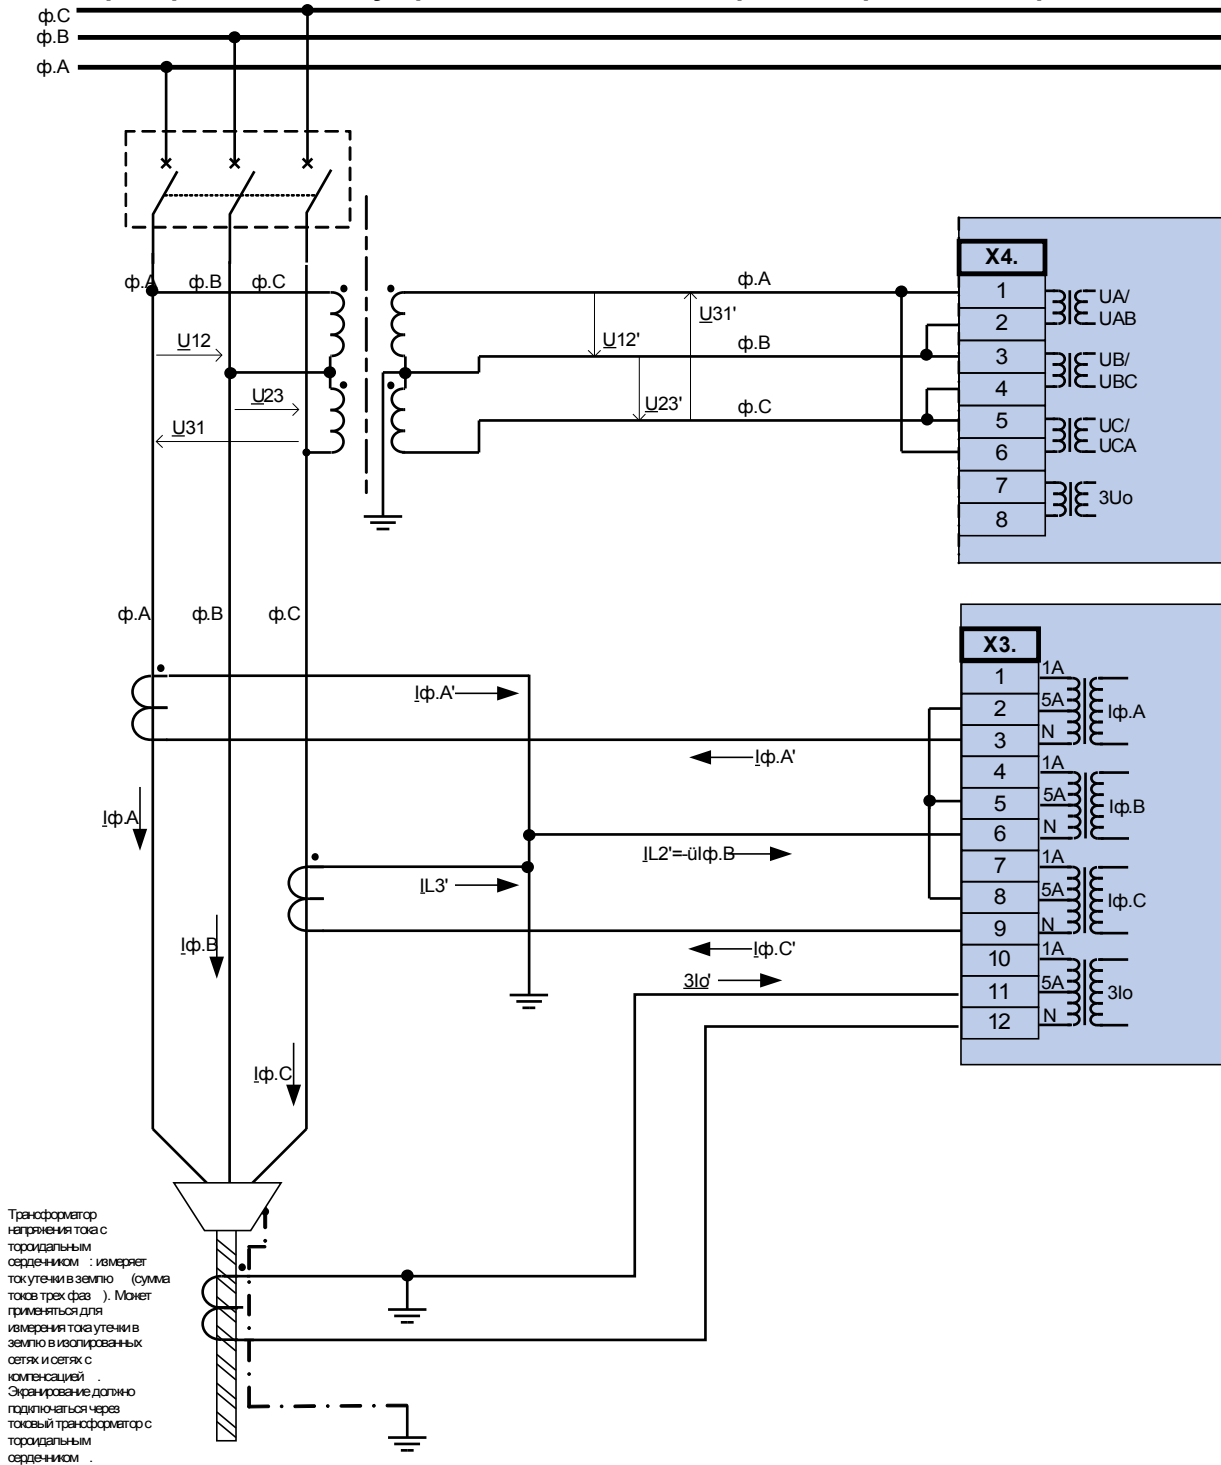 ф.C
ф.B
ф.A
X4.
ф.A ф.B ф.C
ф.A
1
UA/
UAB
2
U31'
U12
U12'
ф.B
3
UB/
UBC
4
U23
U23'
ф.C
U31
5
UC/
UCA
6
7
3Uo
8
ф.A ф.B ф.C
X3.
1 1A
Iф.A'
2 5A
Iф.A
3 N
Iф.A'
4 1A
5 5A
Iф.B
Iф.A
6 N
IL2'=-üIф.B
7 1A
IL3'
8 5A
Iф.C
9 N
Iф.B
Iф.C'
10 1A
3Io'
11 5A
3Io
12 N
Iф.C
Трансформатор
напряжения тока с
тороидальным
сердечником : измеряет
ток утечки в землю (сумма
токов трех фаз ). Может
применяться для
измерения тока утечки в
землю в изолированных
сетях и сетях с
компенсацией .
Экранирование должно
подключаться через
токовый трансформатор с
тороидальным
сердечником .